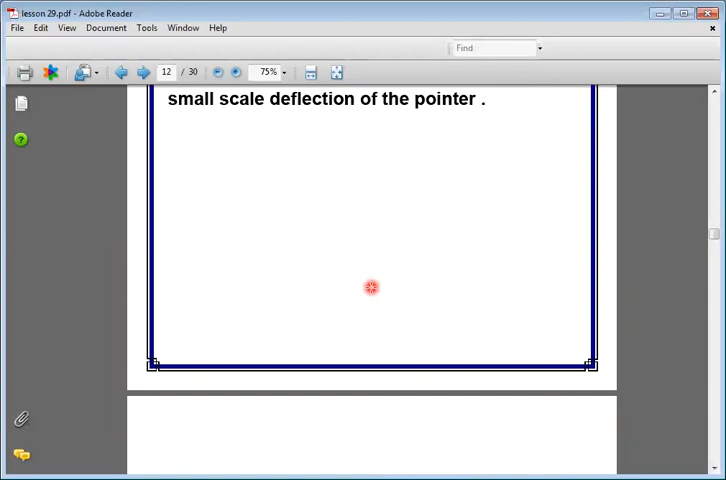 lesson 29.pdf - Adobe Reader
File Edit View Document Tools Window Help
Find
12 / 30 75%
small scale deflection of the pointer .